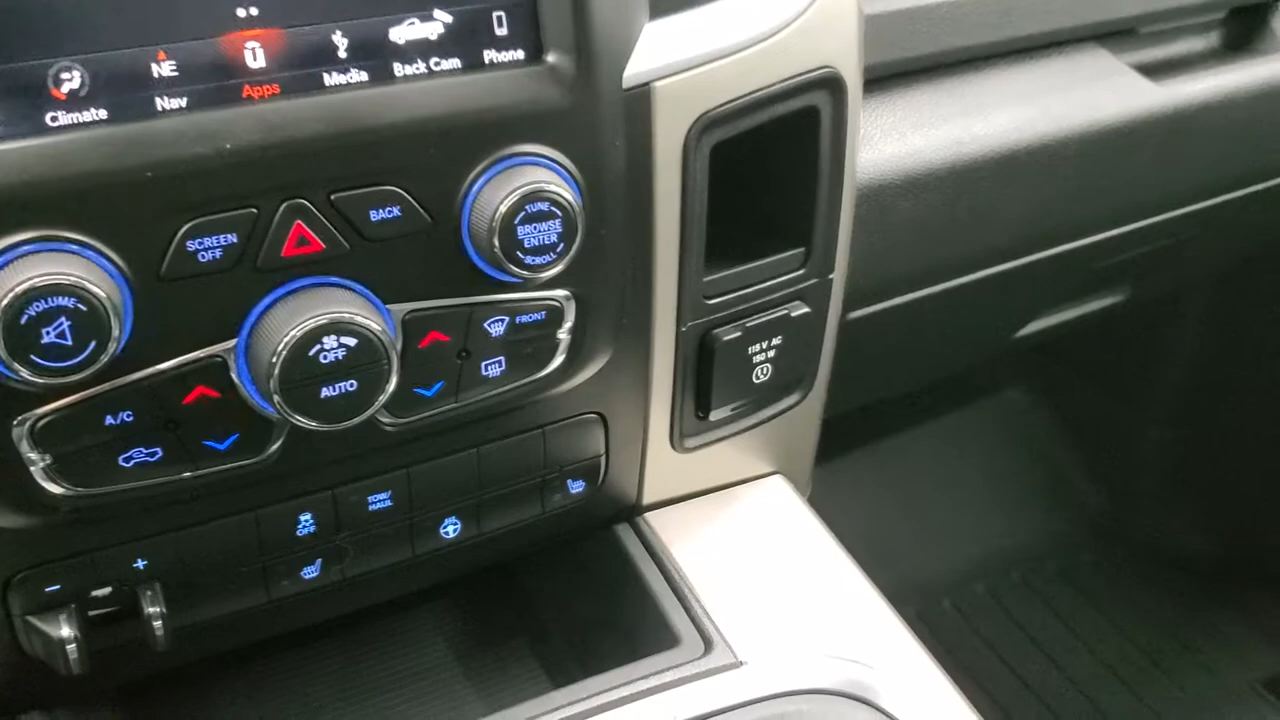 Climate
NE
Nav
Apps
Media
Back Cam
Phone
SCREEN
OFF
BACK
TUNE
BROWSE
ENTER
SCROLL
VOLUME
OFF
AUTO
FRONT
A/C
115 V AC
150 W
TOW/
HAUL
OFF
- +